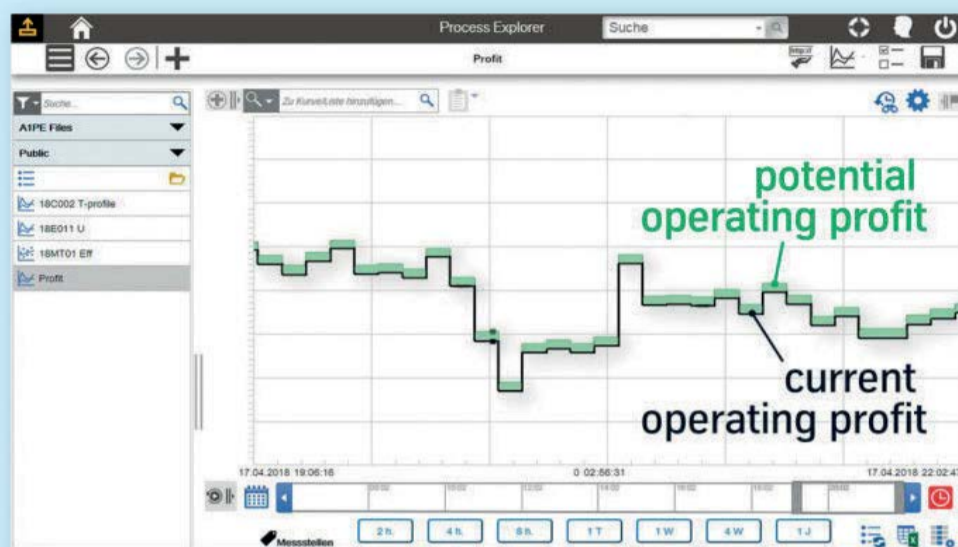 Process Explorer
Suche
Profit
http://
Suche...
Zu Kurve/Liste hinzufügen...
A1PE Files
Public
18C002 T-profile
18E011 U
18MT01 Eff
Profit
potential
operating profit
current
operating profit
17.04.2018 19:06:16
0 02:56:31
17.04.2018 22:02:47
Messstellen
2 h.
4 h.
8 h.
1 T
1 W
4 W
1 J